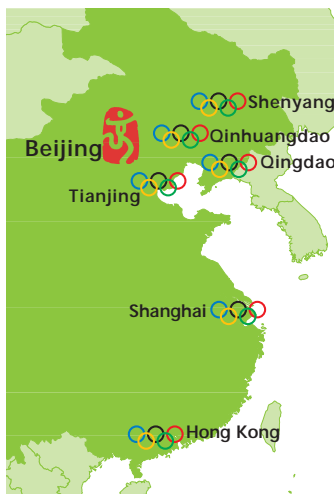 Shenyang
Qinhuangdao
Beijing
Qingdao
Tianjing
Shanghai
Hong Kong